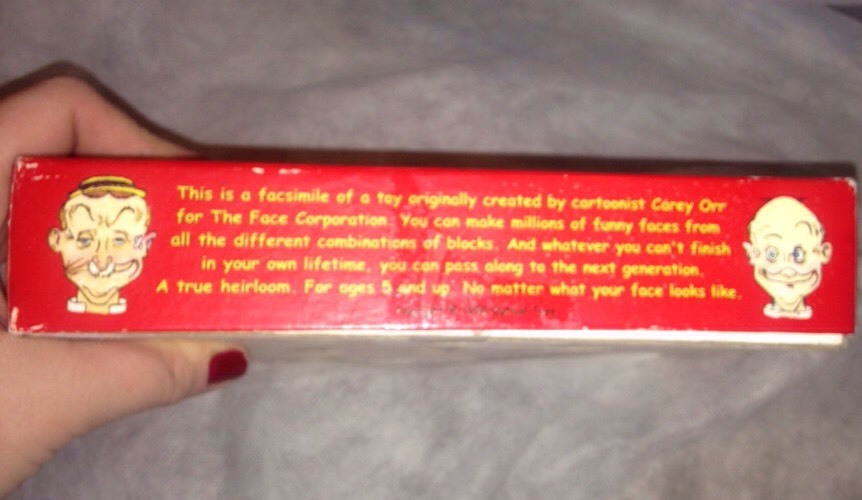 This is a facsimile of a toy originally created by cartoonist Carey Orr
for The Face Corporation. You can make millions of funny faces from
all the different combinations of blocks. And whatever you can't finish
in your own lifetime, you can pass along to the next generation.
A true heirloom. For ages 5 and up. No matter what your face looks like.